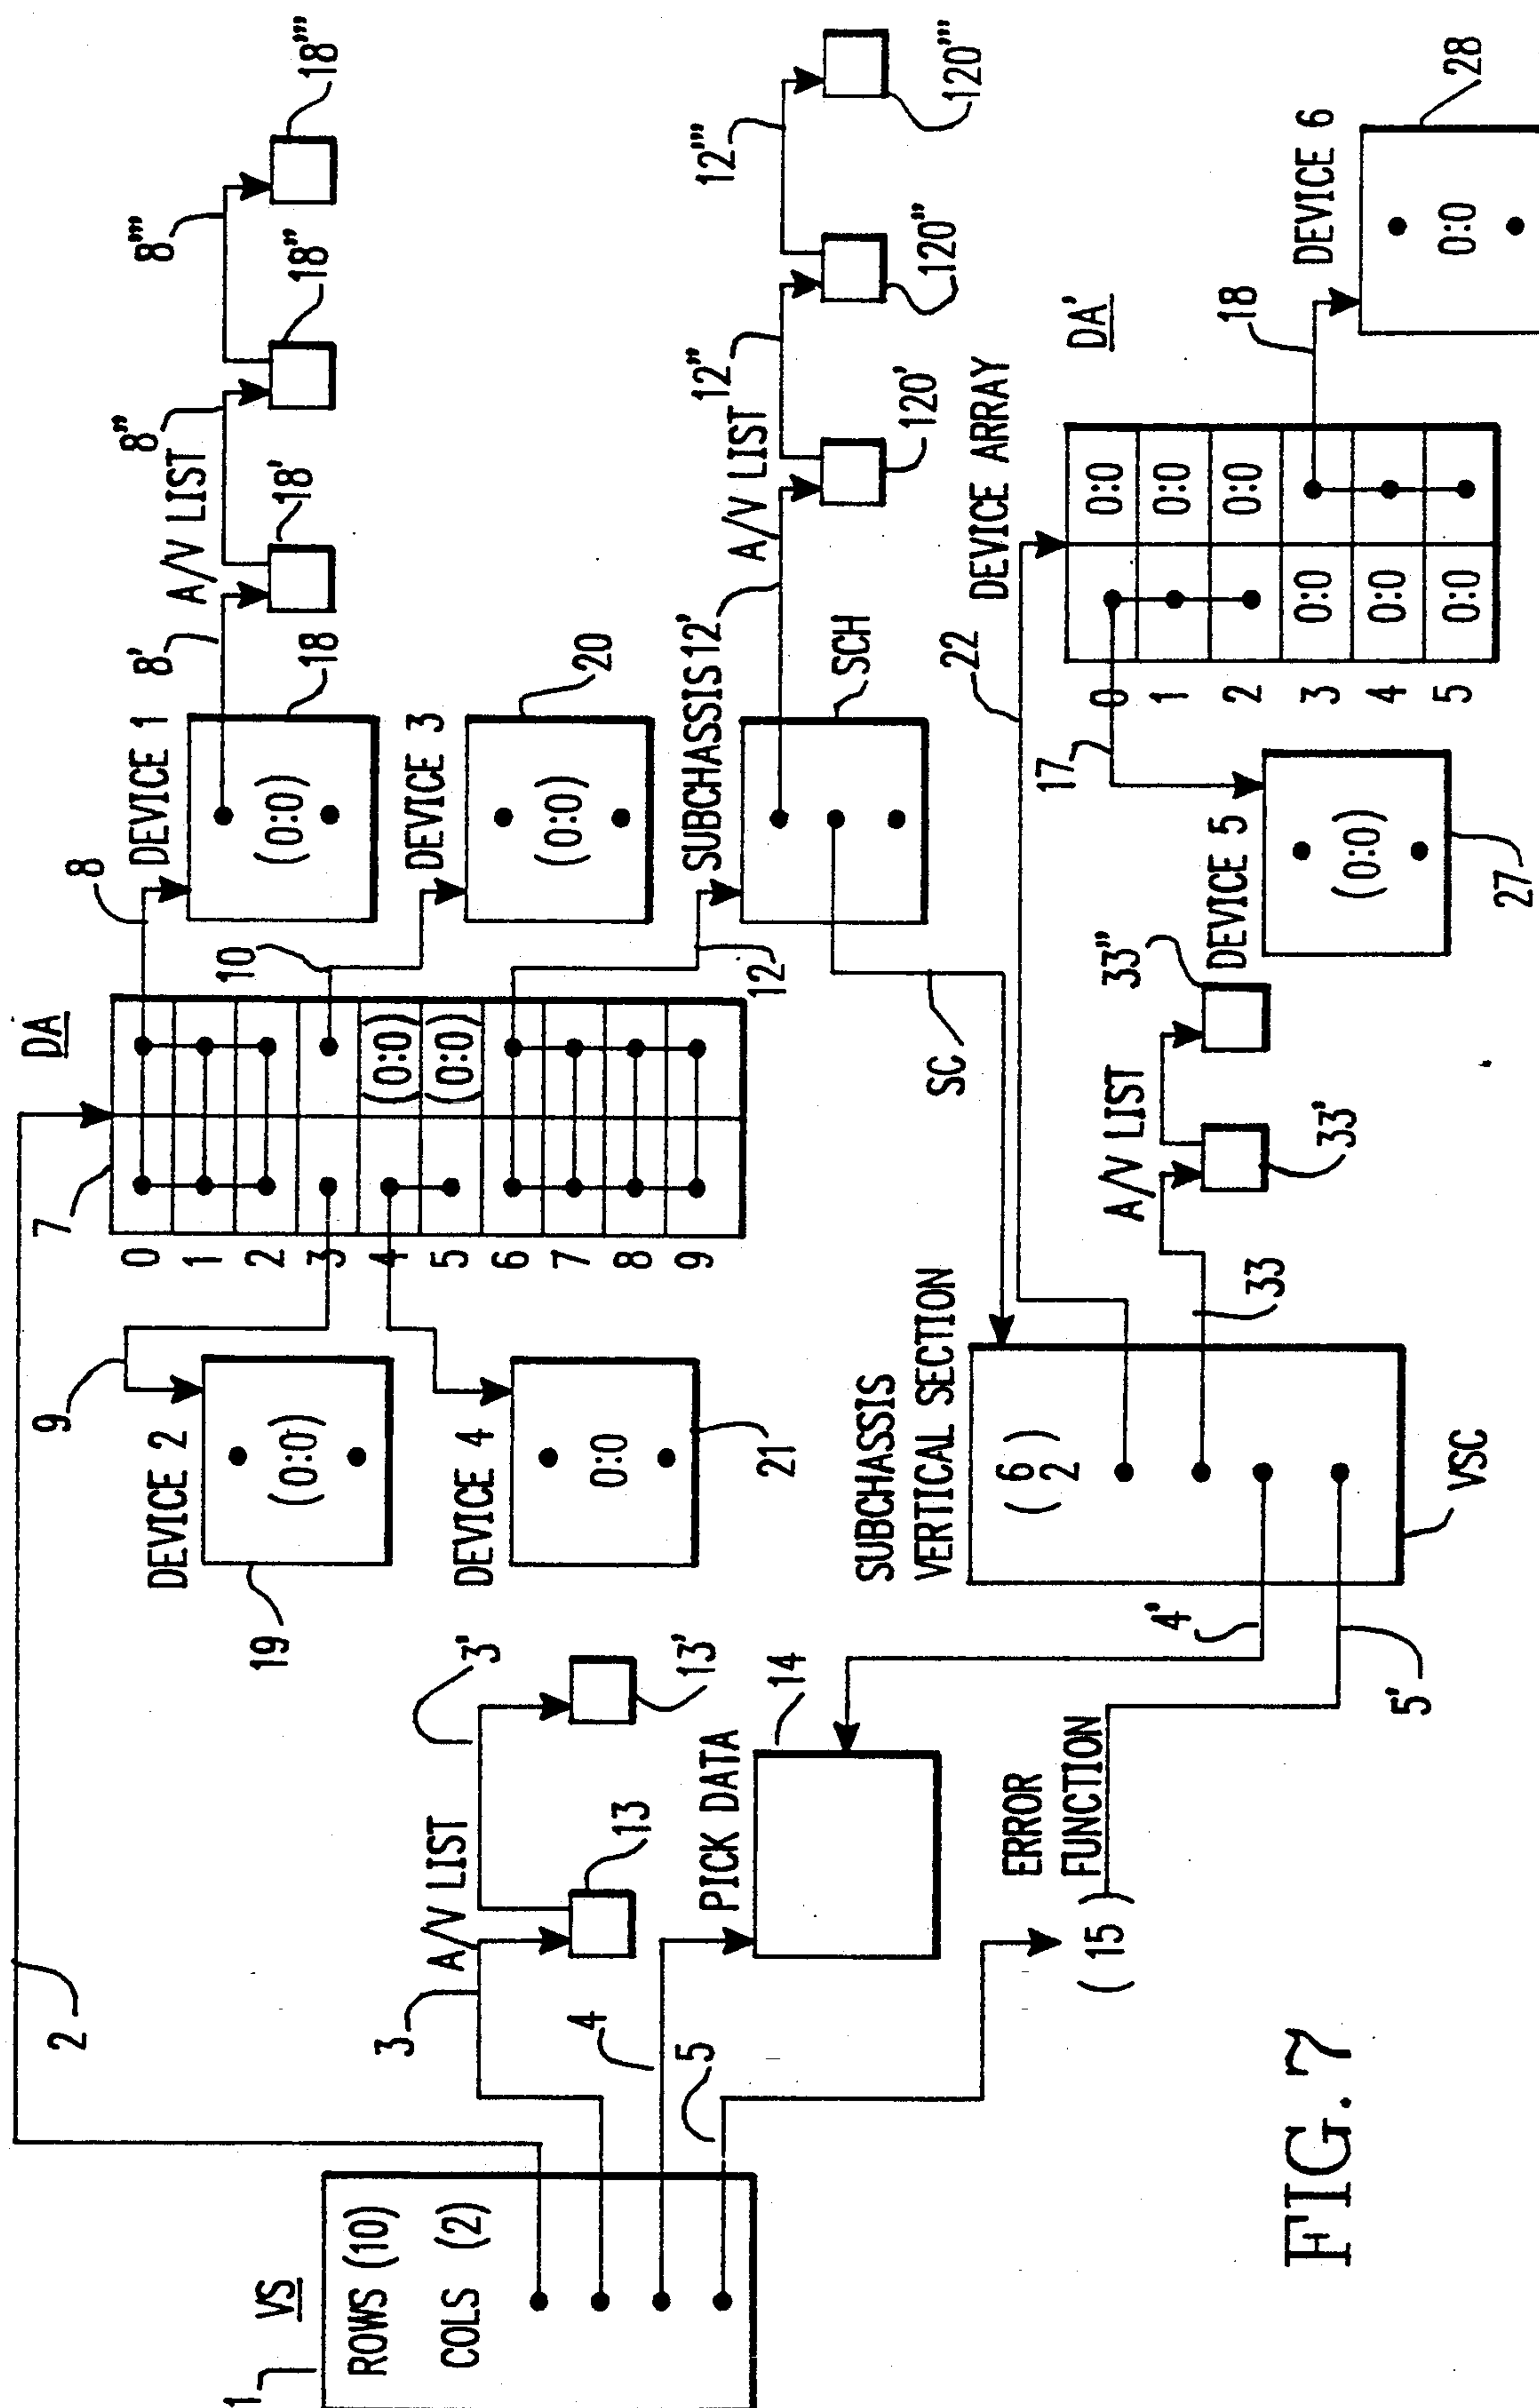 1
VS
ROWS (10)
COLS (2)
2
3
A/V LIST
3'
13
13'
4
PICK DATA
14
5
ERROR
FUNCTION
( 15 )
4'
5'
9
DEVICE 2
(0:0)
19
DEVICE 4
0:0
21
7
DA
0
1
2
3
4
(0:0)
5
(0:0)
6
7
8
9
8
DEVICE 1
(0:0)
18
8'
A/V LIST
18'
8''
18''
8'''
18'''
10
DEVICE 3
(0:0)
20
12
SUBCHASSIS
12'
SCH
A/V LIST
120'
12''
120''
12'''
120'''
SC
SUBCHASSIS
VERTICAL SECTION
( 6 )
( 2 )
VSC
33
A/V LIST
33'
33''
22
DEVICE ARRAY
DA'
0
0:0
1
0:0
2
0:0
3
0:0
4
0:0
5
0:0
17
DEVICE 5
(0:0)
27
18
DEVICE 6
0:0
28
FIG. 7